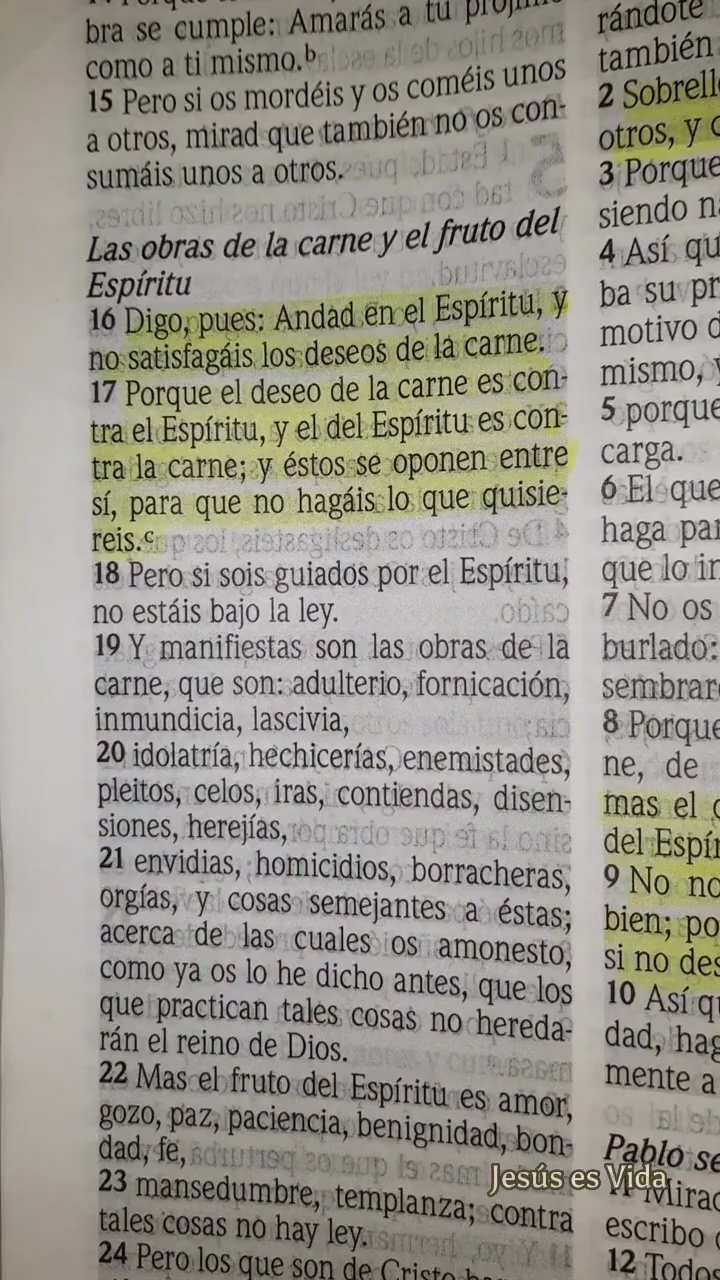 bra se cumple: Amarás a tu prójimo
como a ti mismo.b
15 Pero si os mordéis y os coméis unos
a otros, mirad que también no os con-
sumáis unos a otros.
Las obras de la carne y el fruto del
Espíritu
16 Digo, pues: Andad en el Espíritu, y
no satisfagáis los deseos de la carne.
17 Porque el deseo de la carne es con-
tra el Espíritu, y el del Espíritu es con-
tra la carne; y éstos se oponen entre
sí, para que no hagáis lo que quisie-
reis.c
18 Pero si sois guiados por el Espíritu,
no estáis bajo la ley.
19 Y manifiestas son las obras de la
carne, que son: adulterio, fornicación,
inmundicia, lascivia,
20 idolatría, hechicerías, enemistades,
pleitos, celos, iras, contiendas, disen-
siones, herejías,
21 envidias, homicidios, borracheras,
orgías, y cosas semejantes a éstas;
acerca de las cuales os amonesto,
como ya os lo he dicho antes, que los
que practican tales cosas no hereda-
rán el reino de Dios.
22 Mas el fruto del Espíritu es amor,
gozo, paz, paciencia, benignidad, bon-
dad, fe,
23 mansedumbre, templanza; contra
tales cosas no hay ley.
24 Pero los que son de Cristo
rándote
también
2 Sobrell
otros, y
3 Porque
siendo
4 Así qu
ba su pr
motivo
mismo,
5 porque
carga.
6 El que
haga par
que lo
7 No os
burlado:
sembrar
8 Porque
ne, de
mas el
del Espír
9 No no
bien; po
si no des
10 Así q
dad, hag
mente a
Pablo se
11 Mirad
escribo
12 Todos
Jesús es Vida